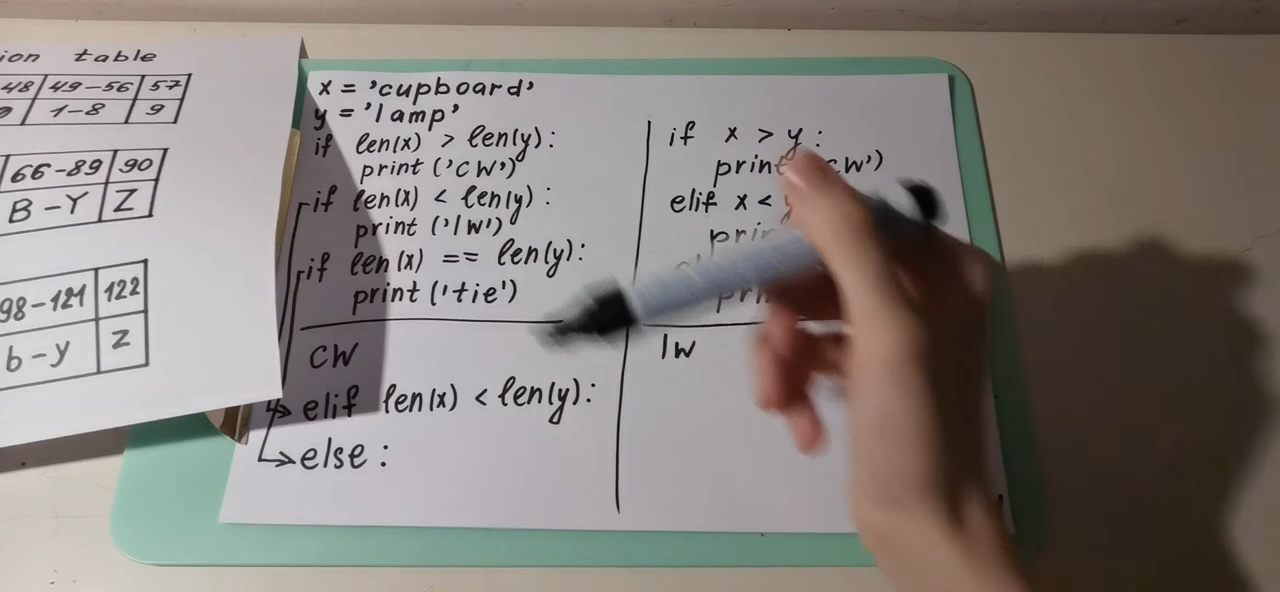 ion table
48 49-56 57
1-8 9
66-89 90
B-Y Z
98-121 122
b-y z
x = 'cupboard'
y = 'lamp'
if len(x) > len(y):
print ('cw')
if len(x) < len(y):
print ('lw')
if len(x) == len(y):
print ('tie')
cw
elif len(x) < len(y):
else:
if x > y:
print cw')
elif x <
lw